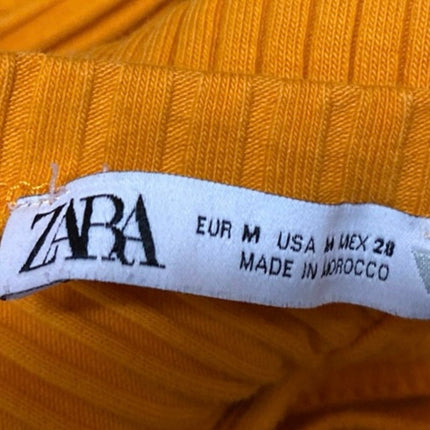 ZARA
EUR M USA M MEX 28
MADE IN MOROCCO